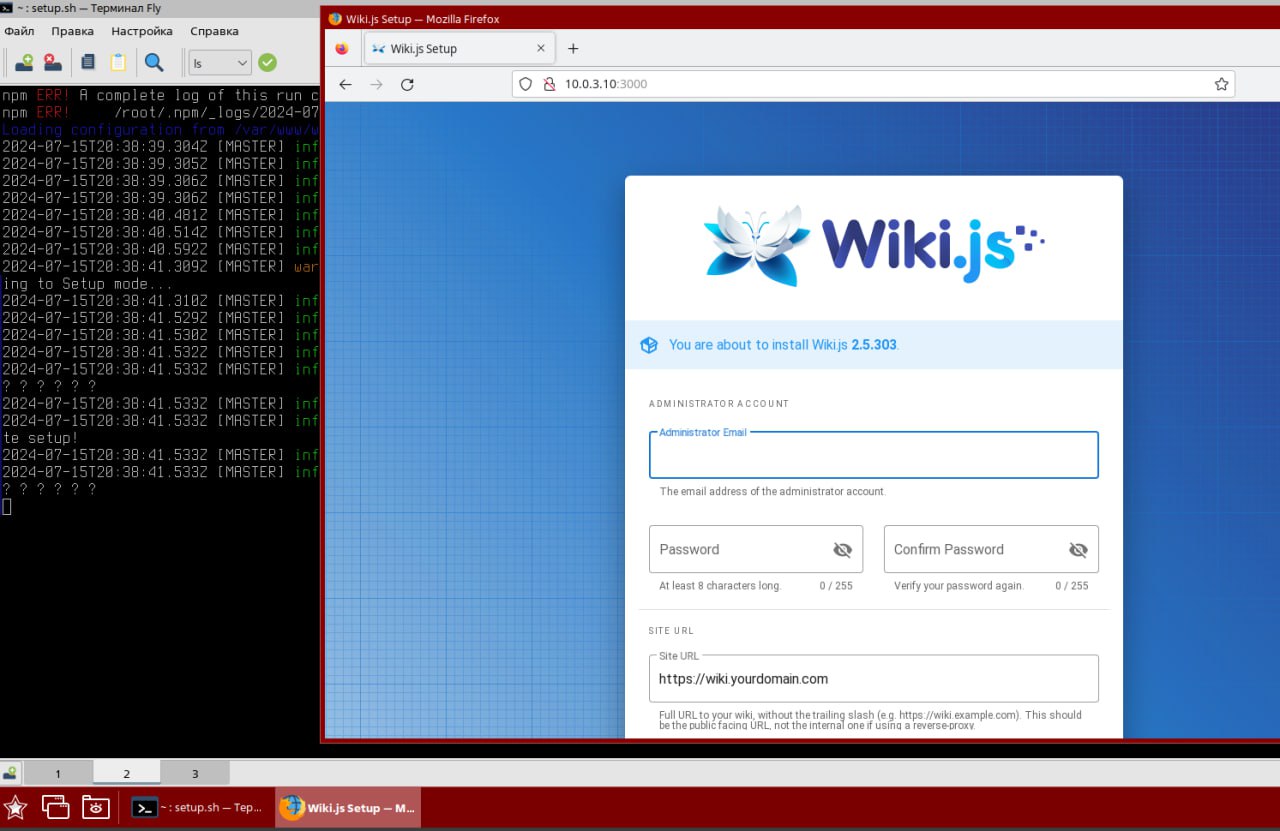 ~ : setup.sh — Терминал Fly
Файл Правка Настройка Справка
ls
npm ERR! A complete log of this run c
npm ERR!     /root/.npm/_logs/2024-07
Loading configuration from /var/www/w
2024-07-15T20:38:39.304Z [MASTER] inf
2024-07-15T20:38:39.305Z [MASTER] inf
2024-07-15T20:38:39.306Z [MASTER] inf
2024-07-15T20:38:39.306Z [MASTER] inf
2024-07-15T20:38:40.481Z [MASTER] inf
2024-07-15T20:38:40.514Z [MASTER] inf
2024-07-15T20:38:40.592Z [MASTER] inf
2024-07-15T20:38:41.309Z [MASTER] war
ing to Setup mode...
2024-07-15T20:38:41.310Z [MASTER] inf
2024-07-15T20:38:41.529Z [MASTER] inf
2024-07-15T20:38:41.530Z [MASTER] inf
2024-07-15T20:38:41.532Z [MASTER] inf
2024-07-15T20:38:41.533Z [MASTER] inf
? ? ? ? ? ?
2024-07-15T20:38:41.533Z [MASTER] inf
2024-07-15T20:38:41.533Z [MASTER] inf
te setup!
2024-07-15T20:38:41.533Z [MASTER] inf
2024-07-15T20:38:41.533Z [MASTER] inf
? ? ? ? ? ?
Wiki.js Setup — Mozilla Firefox
Wiki.js Setup
10.0.3.10:3000
Wiki.js
You are about to install Wiki.js 2.5.303.
ADMINISTRATOR ACCOUNT
Administrator Email
The email address of the administrator account.
Password
Confirm Password
At least 8 characters long. 0 / 255
Verify your password again. 0 / 255
SITE URL
Site URL
https://wiki.yourdomain.com
Full URL to your wiki, without the trailing slash (e.g. https://wiki.example.com). This should
be the public facing URL, not the internal one if using a reverse-proxy.
1 2 3
~ : setup.sh — Тер...
Wiki.js Setup — M...